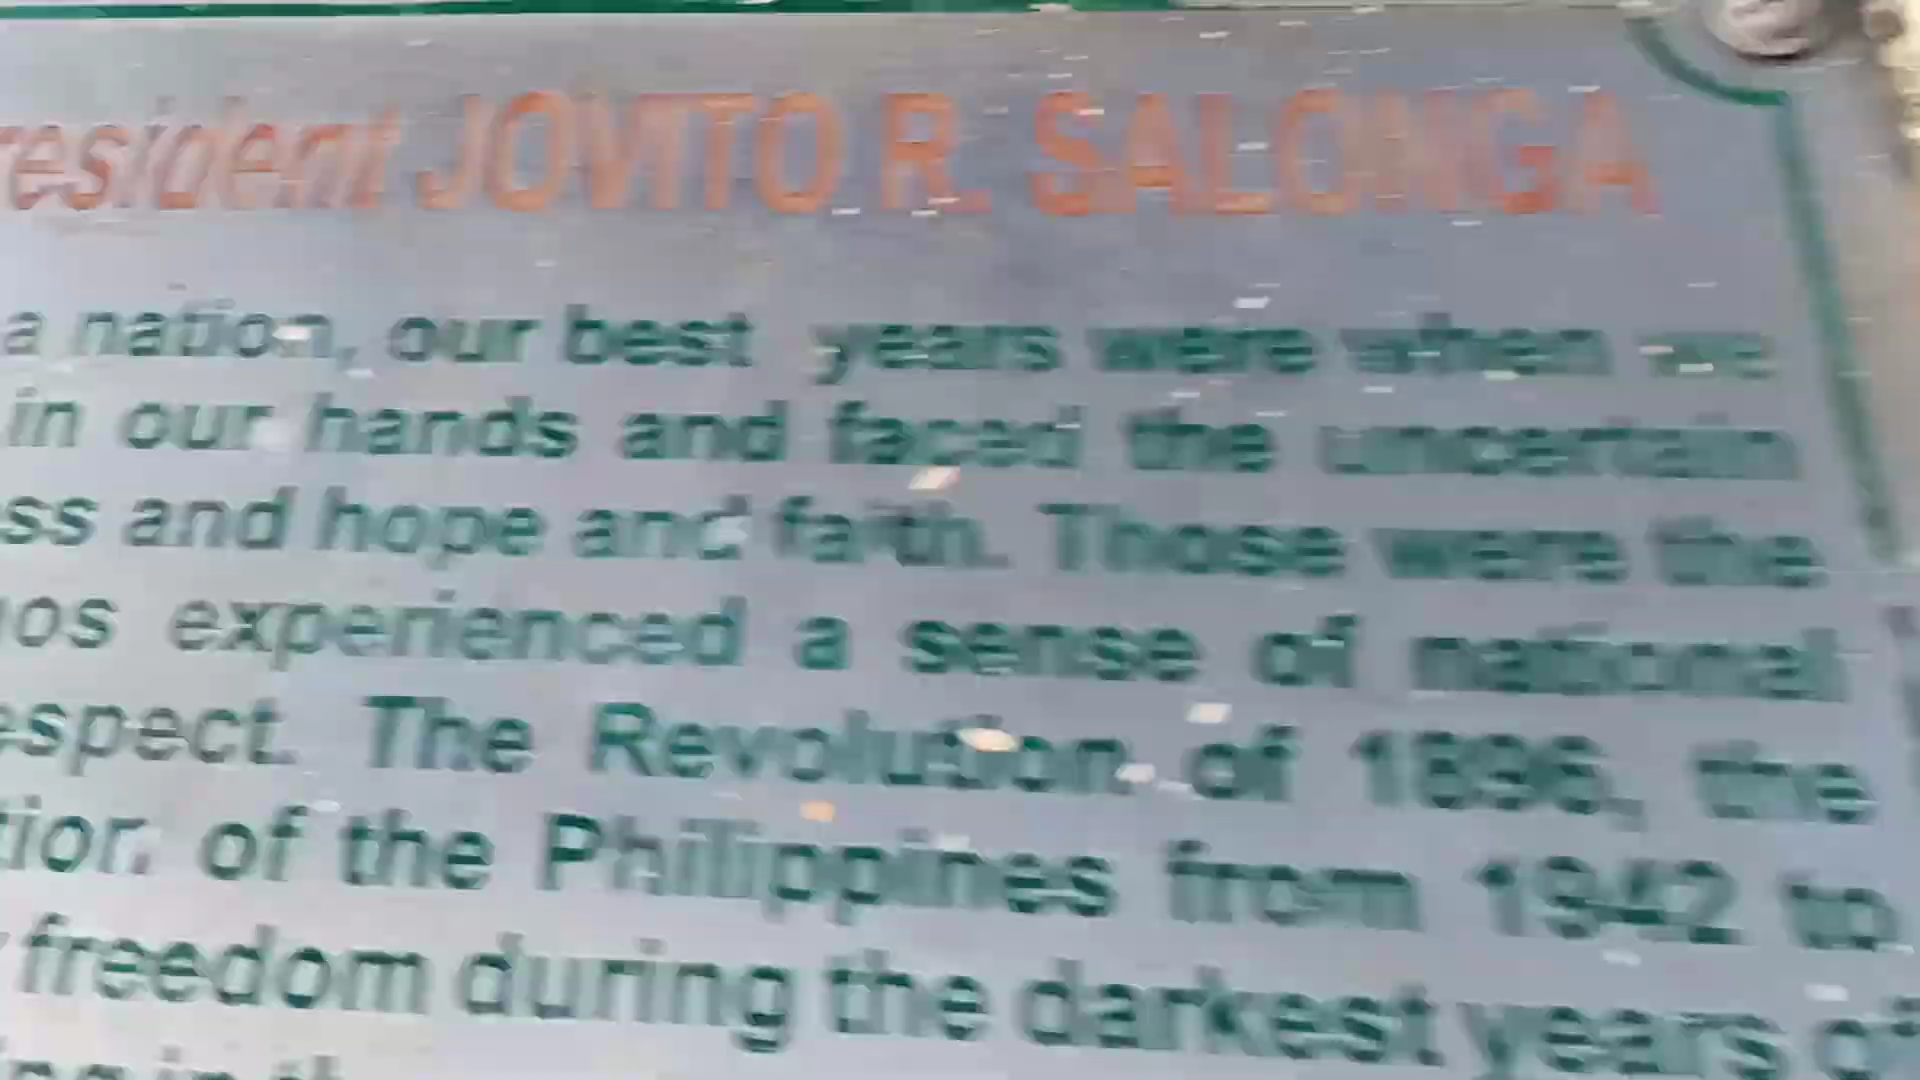 resident JOVITO R. SALONGA
a nation, our best years were when we
in our hands and faced the uncertain
ss and hope and faith. Those were the
nos experienced a sense of national
espect. The Revolution of 1896, the
tion of the Philippines from 1942 to
freedom during the darkest years of